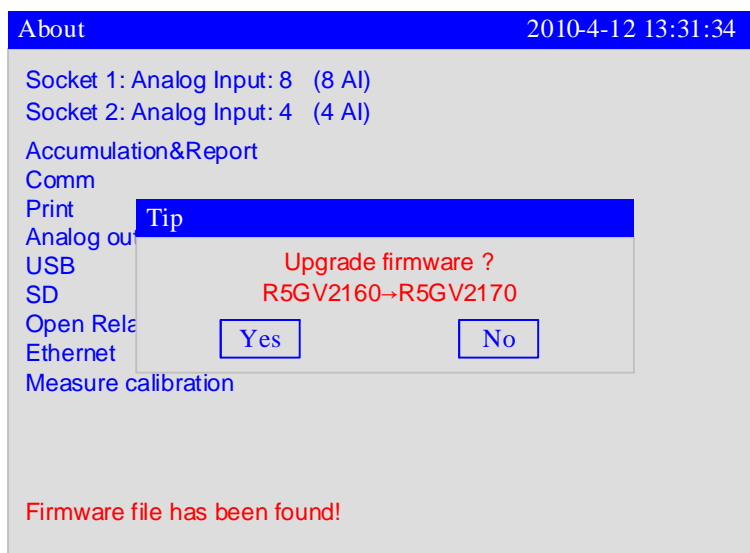 About 2010-4-12 13:31:34
Socket 1: Analog Input: 8 (8 AI)
Socket 2: Analog Input: 4 (4 AI)
Accumulation&Report
Comm
Print
Analog out
USB
SD
Open Rela
Ethernet
Measure calibration
Tip
Upgrade firmware ?
R5GV2160→R5GV2170
Yes No
Firmware file has been found!